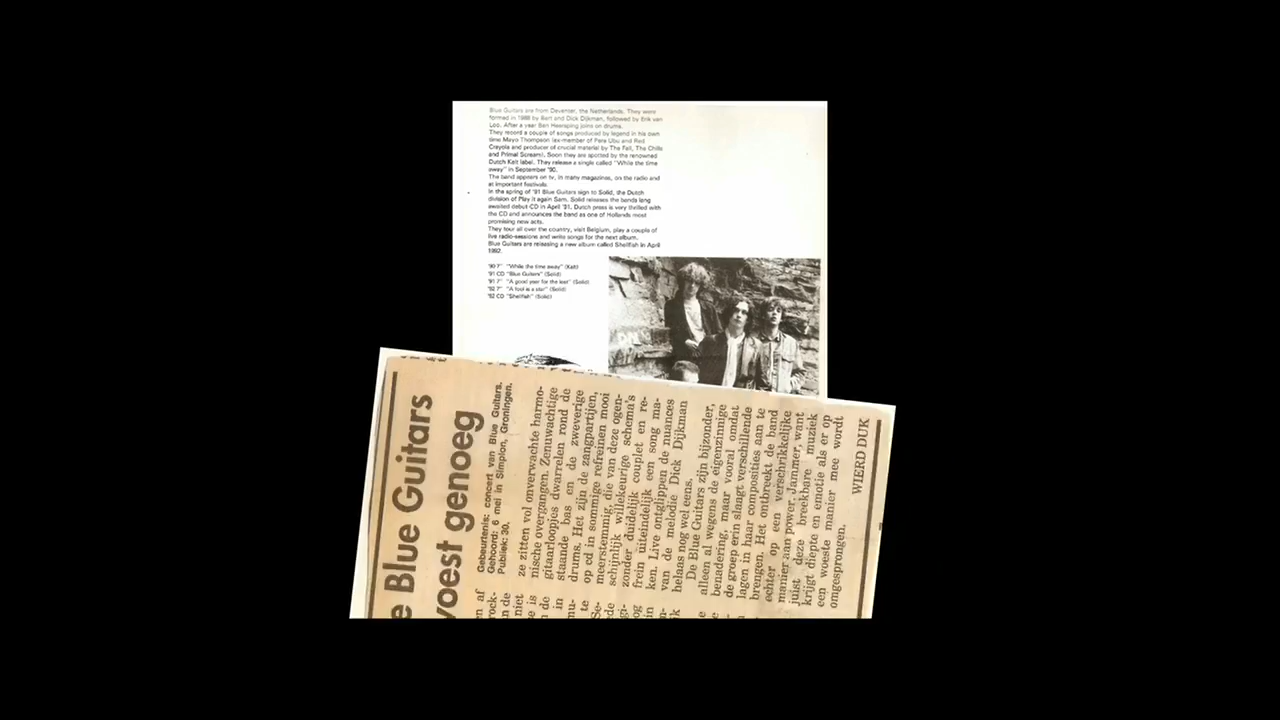 Blue Guitars are from Deventer, the Netherlands. They were
formed in 1988 by Bart and Dick Dijkman, followed by Erik van
Loo. After a year Ben Heersping joins on drums.
They record a couple of songs produced by legend in his own
time Mayo Thompson (ex-member of Pere Ubu and Red
Crayola and producer of crucial material by The Fall, The Chills
and Primal Scream). Soon they are spotted by the renowned
Dutch Kelt label. They release a single called "While the time
away" in September '90.
The band appears on tv, in many magazines, on the radio and
at important festivals.
In the spring of '91 Blue Guitars sign to Solid, the Dutch
division of Play it again Sam. Solid releases the bands long
awaited debut CD in April '91. Dutch press is very thrilled with
the CD and announces the band as one of Hollands most
promising new acts.
They tour all over the country, visit Belgium, play a couple of
live radio-sessions and write songs for the next album.
Blue Guitars are releasing a new album called Shelfish in April
1992.
'90 7" "While the time away" (Kelt)
'91 CD "Blue Guitars" (Solid)
'91 7" "A good year for the last" (Solid)
'92 7" "A fool is a star" (Solid)
'92 CD "Shelfish" (Solid)
e Blue Guitars
voest genoeg
Gebeurtenis: concert van Blue Guitars.
Gehoord: 6 mei in Simplon, Groningen.
Publiek: 30.
ze zitten vol onverwachte harmo-
nische overgangen. Zenuwachtige
gitaarloopjes dwarrelen rond de
staande bas en de zweverige
drums. Het zijn de zangpartijen,
op cd in sommige refreinen mooi
meerstemmig, die van deze ogen-
schijnlijk willekeurige schema's
zonder duidelijk couplet en re-
frein uiteindelijk een song ma-
ken. Live ontglippen de nuances
van de melodie Dick Dijkman
helaas nog wel eens.
De Blue Guitars zijn bijzonder,
alleen al wegens de eigenzinnige
benadering, maar vooral omdat
de groep erin slangt verschillende
lagen in haar composities aan te
brengen. Het ontbreekt de band
echter op een verschrikkelijke
manier aan power. Jammer, want
juist deze breekbare muziek
krijgt diepte en emotie als er op
een woeste manier mee wordt
omgesprongen.
WIERD DUK